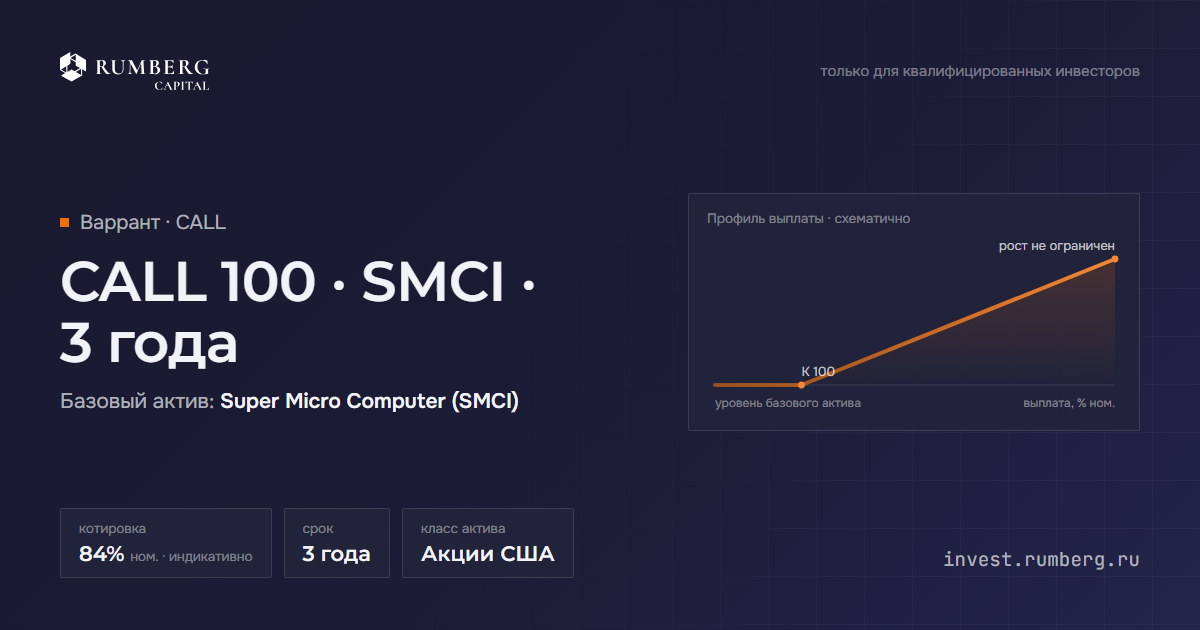 RUMBERG
CAPITAL
только для квалифицированных инвесторов
Варрант · CALL
CALL 100 · SMCI ·
3 года
Базовый актив: Super Micro Computer (SMCI)
Профиль выплаты · схематично
рост не ограничен
К 100
уровень базового актива
выплата, % ном.
котировка
84% ном. · индикативно
срок
3 года
класс актива
Акции США
invest.rumberg.ru